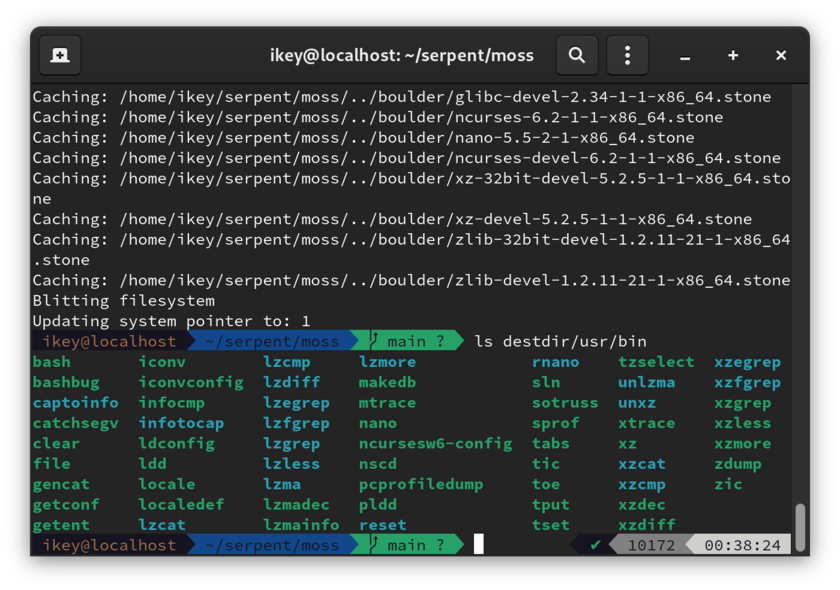 ikey@localhost: ~/serpent/moss
Caching: /home/ikey/serpent/moss/../boulder/glibc-devel-2.34-1-1-x86_64.stone
Caching: /home/ikey/serpent/moss/../boulder/ncurses-6.2-1-1-x86_64.stone
Caching: /home/ikey/serpent/moss/../boulder/nano-5.5-2-1-x86_64.stone
Caching: /home/ikey/serpent/moss/../boulder/ncurses-devel-6.2-1-1-x86_64.stone
Caching: /home/ikey/serpent/moss/../boulder/xz-32bit-devel-5.2.5-1-1-x86_64.sto
ne
Caching: /home/ikey/serpent/moss/../boulder/xz-devel-5.2.5-1-1-x86_64.stone
Caching: /home/ikey/serpent/moss/../boulder/zlib-32bit-devel-1.2.11-21-1-x86_64
.stone
Caching: /home/ikey/serpent/moss/../boulder/zlib-devel-1.2.11-21-1-x86_64.stone
Blitting filesystem
Updating system pointer to: 1
ikey@localhost ~/serpent/moss main ? ls destdir/usr/bin
bash iconv lzcmp lzmore rnano tzselect xzegrep
bashbug iconvconfig lzdiff makedb sln unlzma xzfgrep
captoinfo infocmp lzegrep mtrace sotruss unxz xzgrep
catchsegv infotocap lzfgrep nano sprof xtrace xzless
clear ldconfig lzgrep ncursesw6-config tabs xz xzmore
file ldd lzless nscd tic xzcat zdump
gencat locale lzma pcprofiledump toe xzcmp zic
getconf localedef lzmadec pldd tput xzdec
getent lzcat lzmainfo reset tset xzdiff
ikey@localhost ~/serpent/moss main ? ✔ 10172 00:38:24